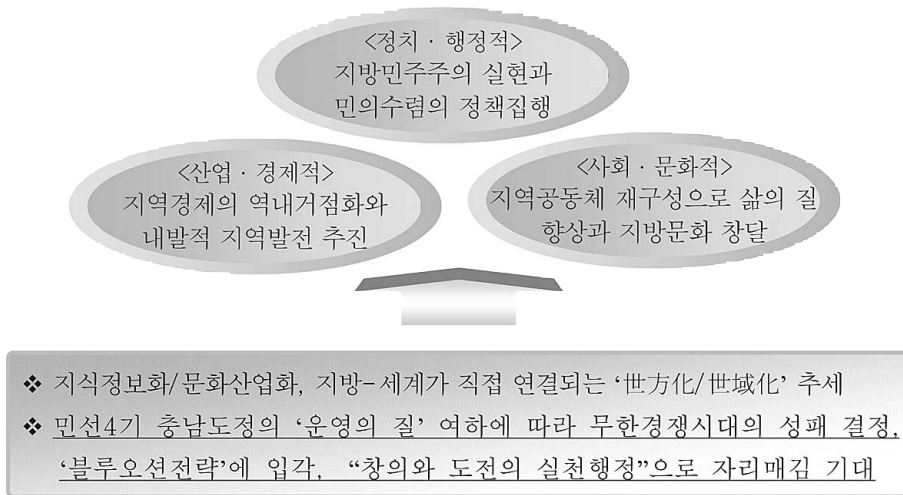 <정치 · 행정적>
지방민주주의 실현과
민의수렴의 정책집행
<산업 · 경제적>
지역경제의 역내거점화와
내발적 지역발전 추진
<사회 · 문화적>
지역공동체 재구성으로 삶의 질
향상과 지방문화 창달
❖ 지식정보화/문화산업화, 지방-세계가 직접 연결되는 ‘世方化/世域化’ 추세
❖ 민선4기 충남도정의 ‘운영의 질’ 여하에 따라 무한경쟁시대의 성패 결정,
‘블루오션전략’에 입각, “창의와 도전의 실천행정”으로 자리매김 기대